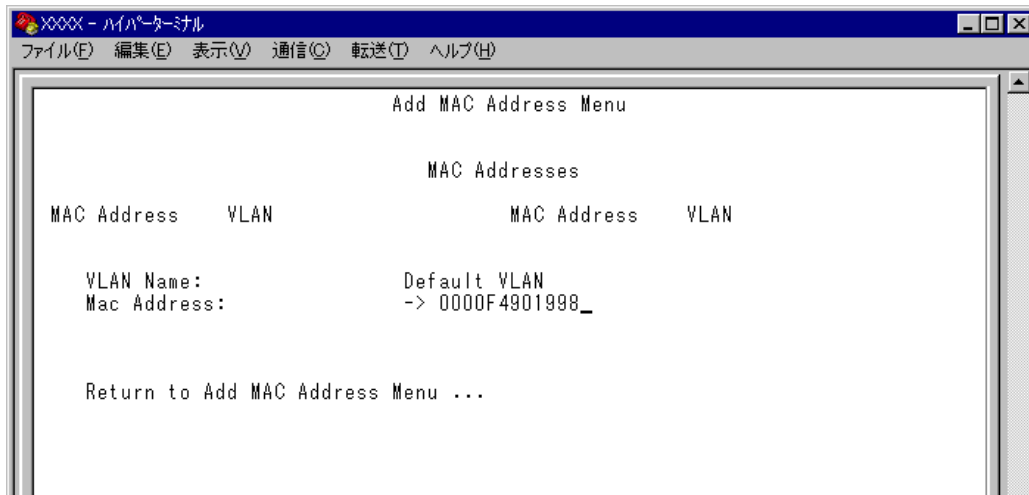 XXXX - ハイパーターミナル
ファイル(F) 編集(E) 表示(V) 通信(C) 転送(T) ヘルプ(H)
Add MAC Address Menu
MAC Addresses
MAC Address VLAN MAC Address VLAN
VLAN Name: Default VLAN
Mac Address: -> 0000F4901998_
Return to Add MAC Address Menu ...